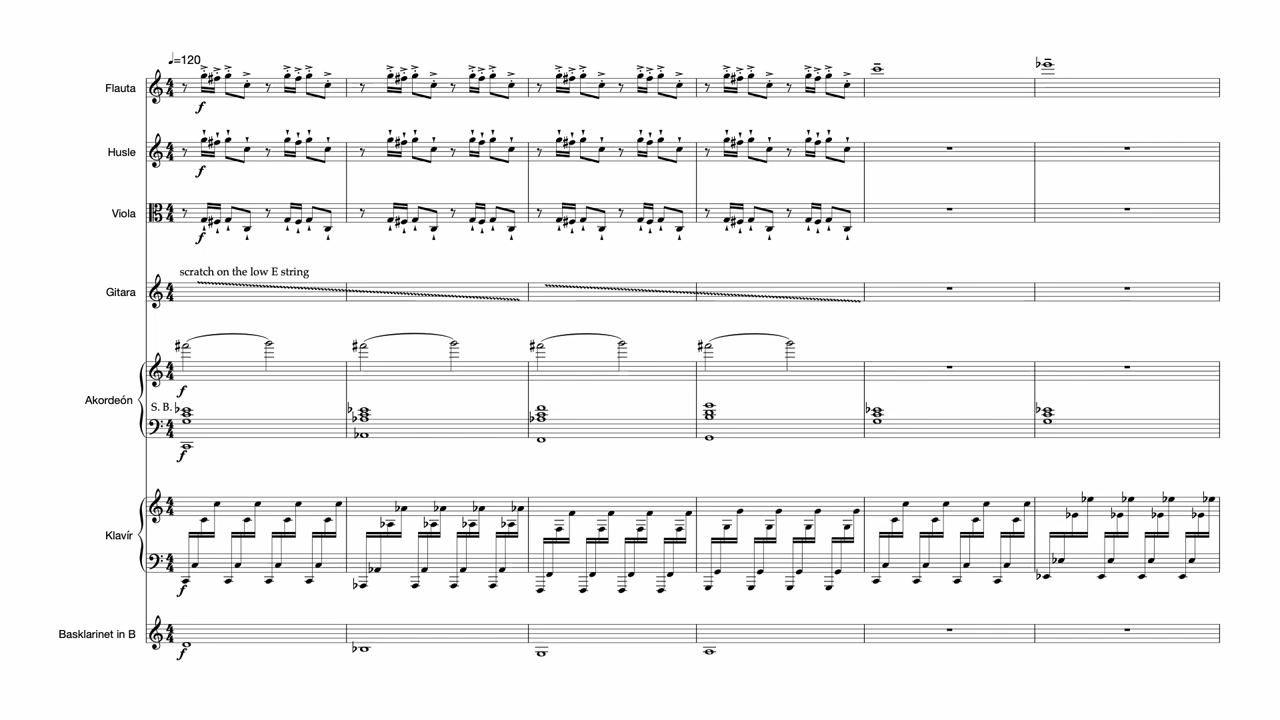 ♩=120
Flauta
f
Husle
f
Viola
f
scratch on the low E string
Gitara
f
Akordeón
S. B.
f
Klavír
f
Basklarinet in B
f